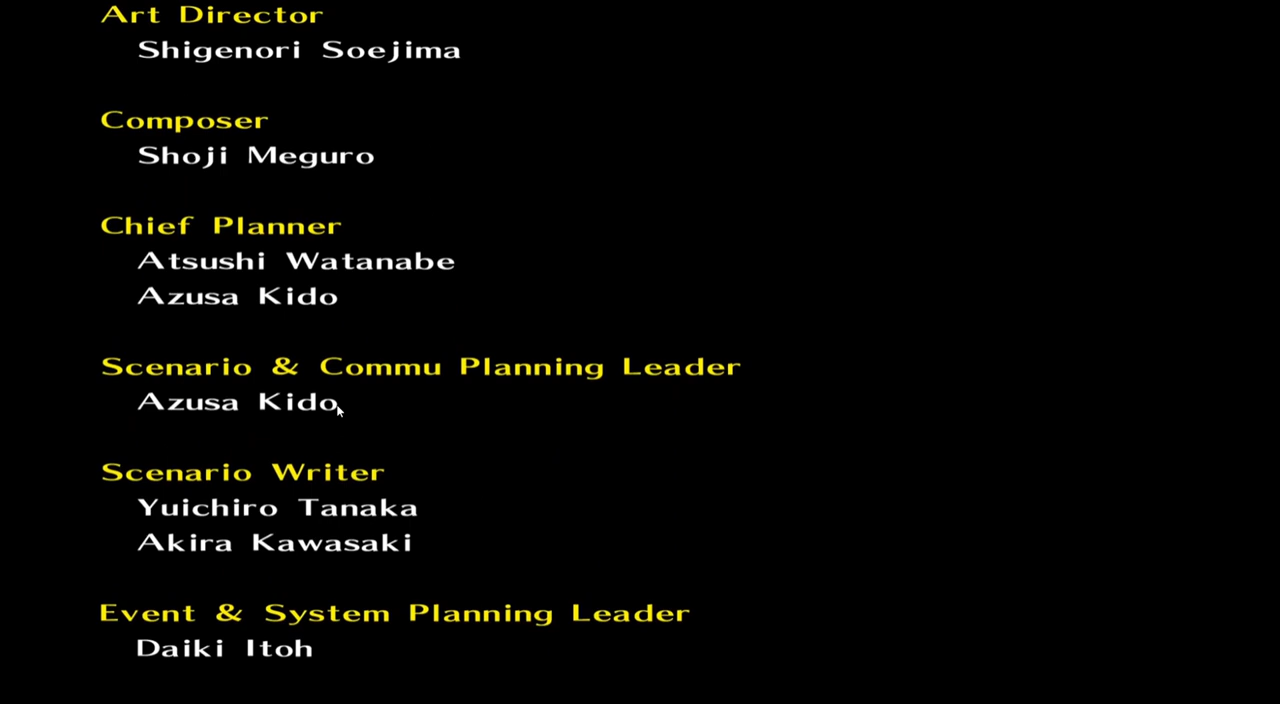 Art Director
Shigenori Soejima
Composer
Shoji Meguro
Chief Planner
Atsushi Watanabe
Azusa Kido
Scenario & Commu Planning Leader
Azusa Kido
Scenario Writer
Yuichiro Tanaka
Akira Kawasaki
Event & System Planning Leader
Daiki Itoh